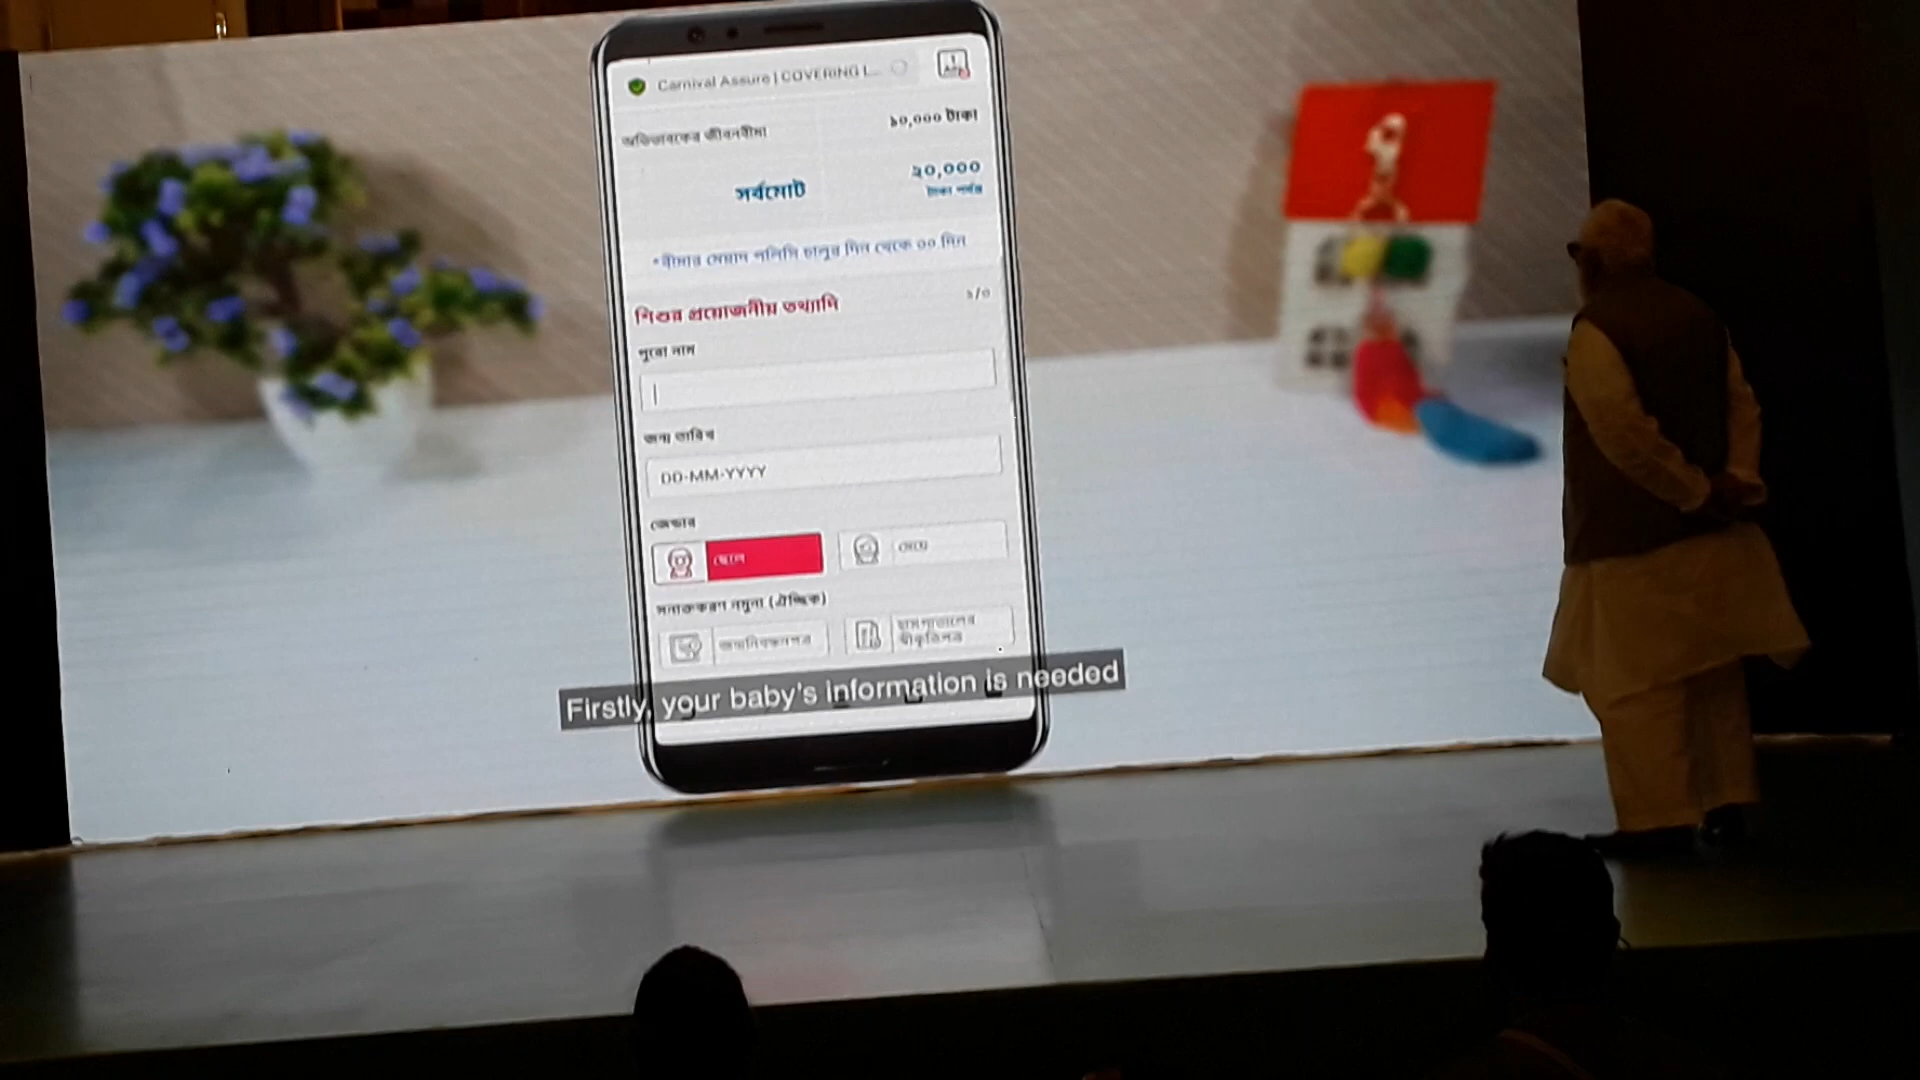 Carnival Assure | COVERING L...
অভিভাবকের জীবনবীমা
১০,০০০ টাকা
সর্বমোট
২০,০০০
টাকা পর্যন্ত
*বীমার মেয়াদ পলিসি চালুর দিন থেকে ৩০ দিন
শিশুর প্রয়োজনীয় তথ্যাদি
১/৩
পুরো নাম
জন্ম তারিখ
DD-MM-YYYY
জেন্ডার
ছেলে
মেয়ে
সনাক্তকরণ নমুনা (ঐচ্ছিক)
জন্মনিবন্ধনপত্র
হাসপাতালের
স্বীকৃতিপত্র
Firstly, your baby's information is needed